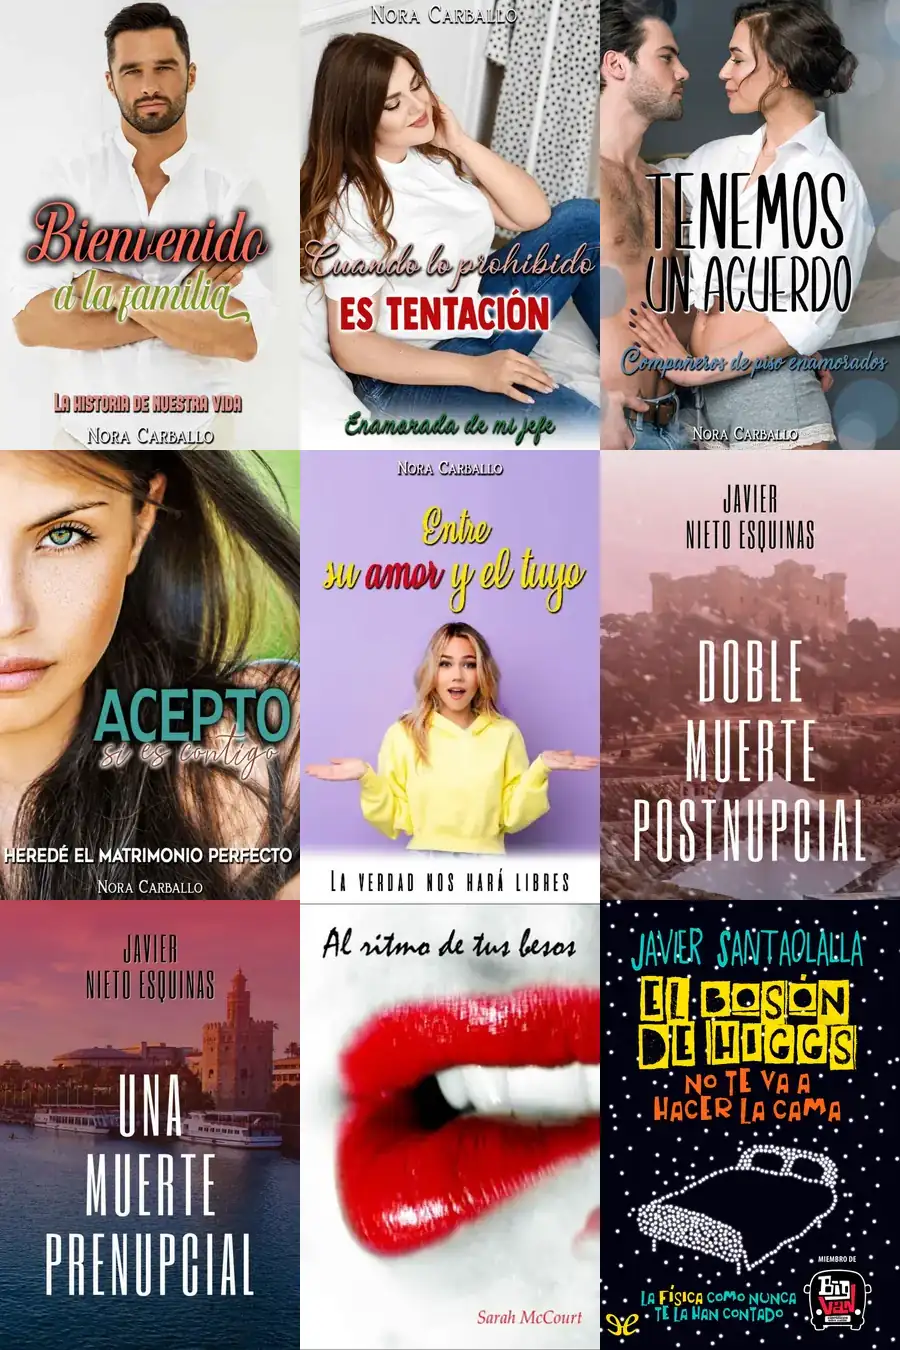 Bienvenido
a la familia
La historia de nuestra vida
Nora Carballo
Nora Carballo
Cuando lo prohibido
ES TENTACIÓN
Enamorada de mi jefe
TENEMOS
UN ACUERDO
Compañeros de piso enamorados
Nora Carballo
ACEPTO
si es contigo
HEREDÉ EL MATRIMONIO PERFECTO
Nora Carballo
Nora Carballo
Entre
su amor y el tuyo
La verdad nos hará libres
JAVIER
NIETO ESQUINAS
DOBLE
MUERTE
POSTNUPCIAL
JAVIER
NIETO ESQUINAS
UNA
MUERTE
PRENUPCIAL
Al ritmo de tus besos
Sarah McCourt
JAVIER SANTAOLALLA
EL BOSÓN
DE HIGGS
NO TE VA A
HACER LA CAMA
MIEMBRO DE
Big
Van
LA FÍSICA COMO NUNCA
TE LA HAN CONTADO